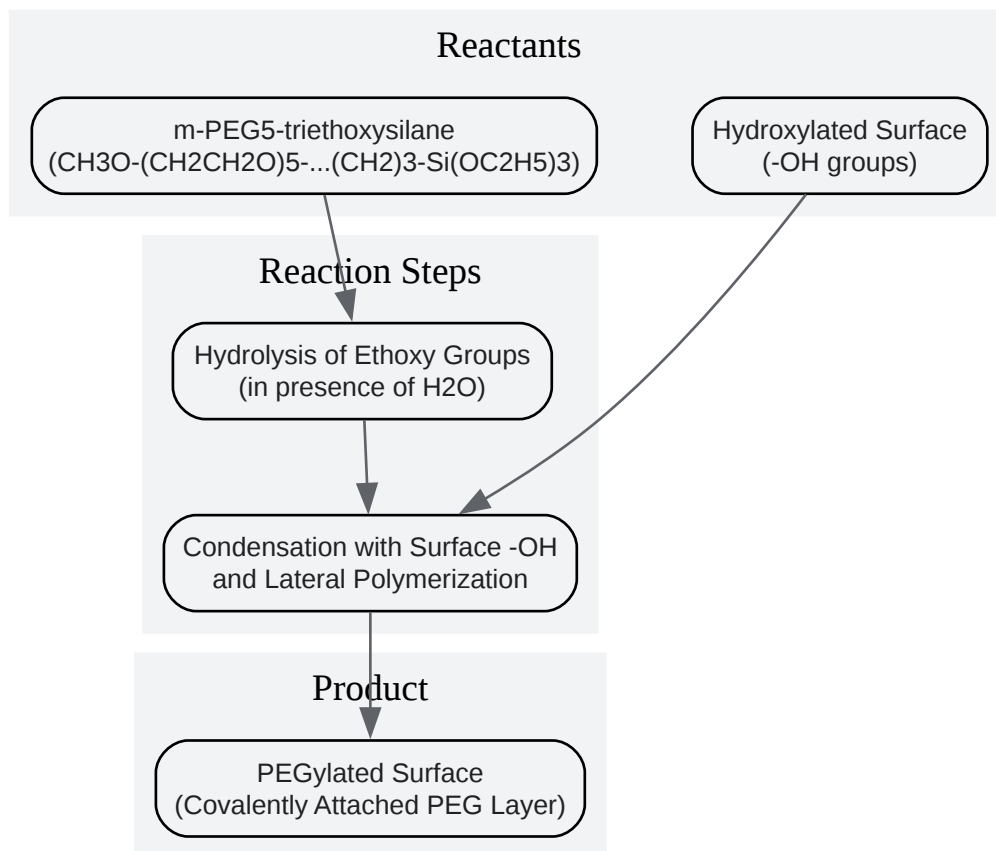 Reactants
m-PEG5-triethoxysilane
(CH3O-(CH2CH2O)5-...(CH2)3-Si(OC2H5)3)
Hydroxylated Surface
(-OH groups)
Reaction Steps
Hydrolysis of Ethoxy Groups
(in presence of H2O)
Condensation with Surface -OH
and Lateral Polymerization
Product
PEGylated Surface
(Covalently Attached PEG Layer)